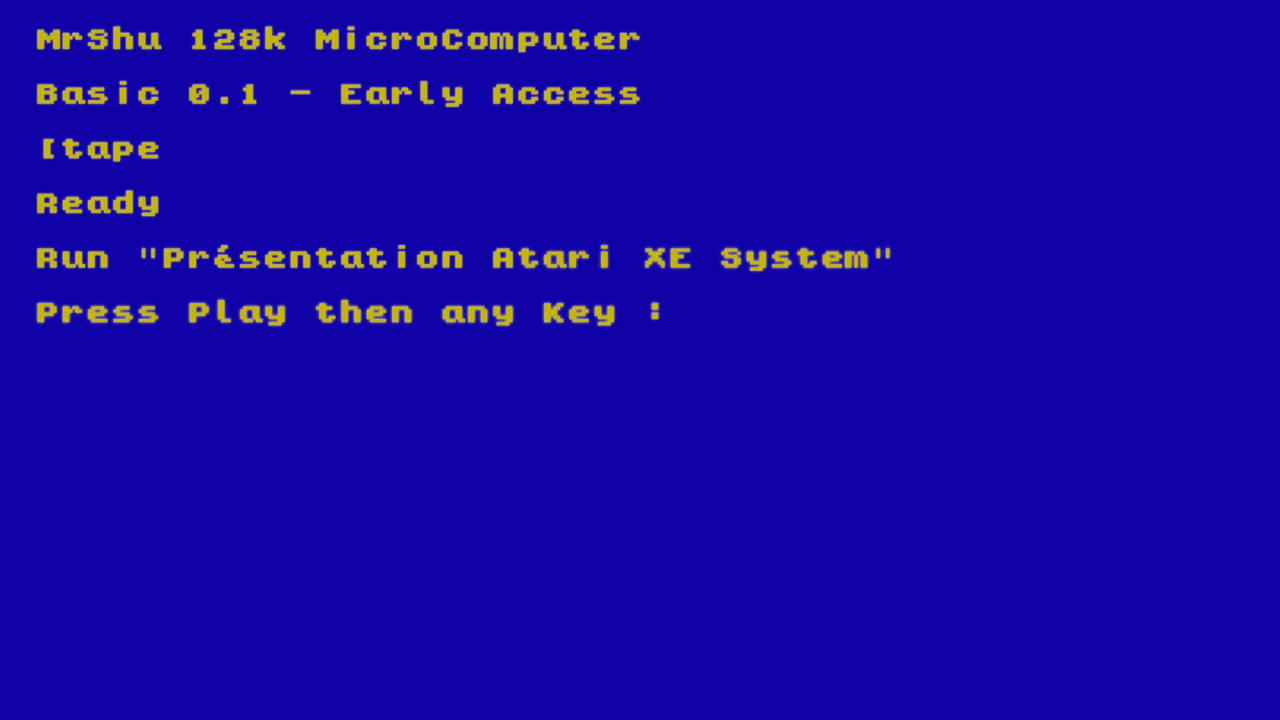 MrShu 128k MicroComputer
Basic 0.1 - Early Access
[tape
Ready
Run "Présentation Atari XE System"
Press Play then any Key :